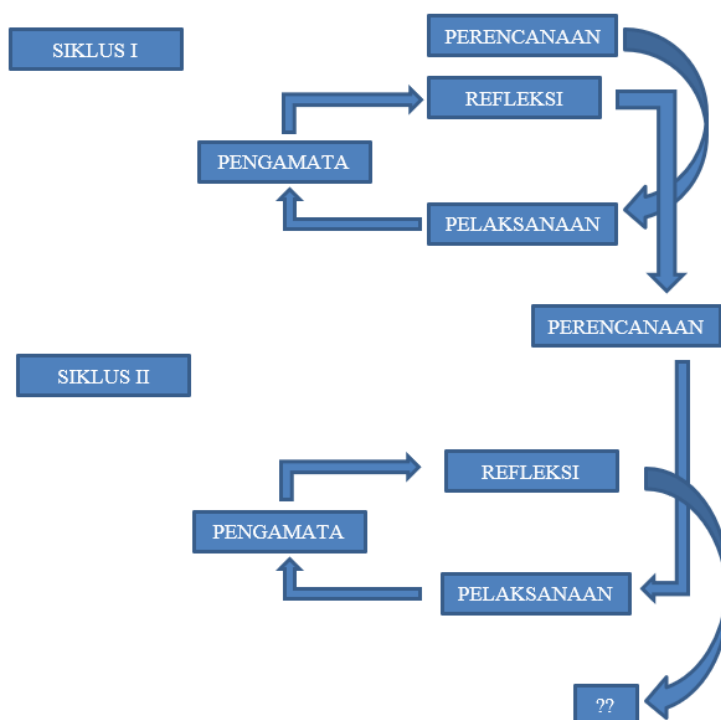 SIKLUS I
PERENCANAAN
REFLEKSI
PENGAMATA
PELAKSANAAN
PERENCANAAN
SIKLUS II
REFLEKSI
PENGAMATA
PELAKSANAAN
??